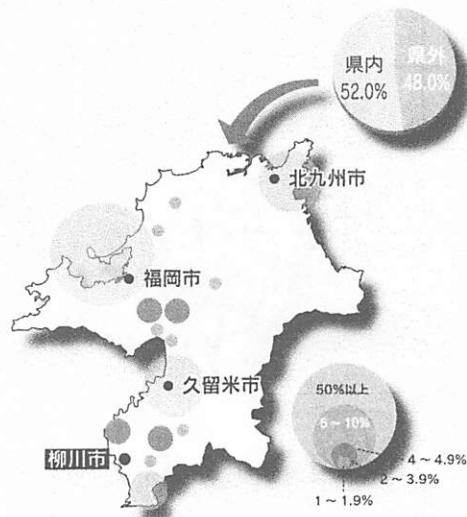 県内
52.0%
県外
48.0%
北九州市
福岡市
久留米市
柳川市
50%以上
5～10%
4～4.9%
2～3.9%
1～1.9%